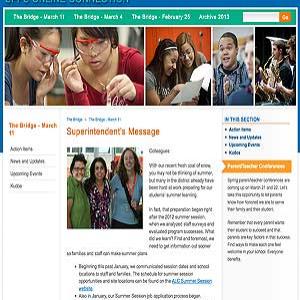 The Bridge - March 11
The Bridge - March 4
The Bridge - February 25
Archive 2013
Go
The Bridge - March
11
Action Items
News and Updates
Upcoming Events
Kudos
The Bridge - The Bridge - March 11
Superintendent's Message
Colleagues
With our recent fresh coat of snow,
you may not be thinking of summer,
but many in the district already have
been hard at work preparing for our
students' summer learning.
In fact, that preparation began right
after the 2012 summer session,
when we analyzed staff surveys and
evaluated program successes. What
did we learn? First and foremost, we
need to get information out sooner
so families and staff can make summer plans.
Beginning this past January, we communicated session dates and school
locations to staff and families. The schedule for summer session
opportunities and site locations can be found on the ALC Summer Session
website.
Also in January, our Summer Session job application process began.
IN THIS SECTION
Action Items
News and Updates
Upcoming Events
Kudos
Parent/Teacher Conferences
Spring parent/teacher conferences are
coming up on March 21 and 22. Let's
take this opportunity to let parents
know how honored we are to serve
their family and their student.
Remember that every parent wants
their student to succeed and that
parents are key partners in that success.
Find ways to make each one feel
welcome in your school. Everyone